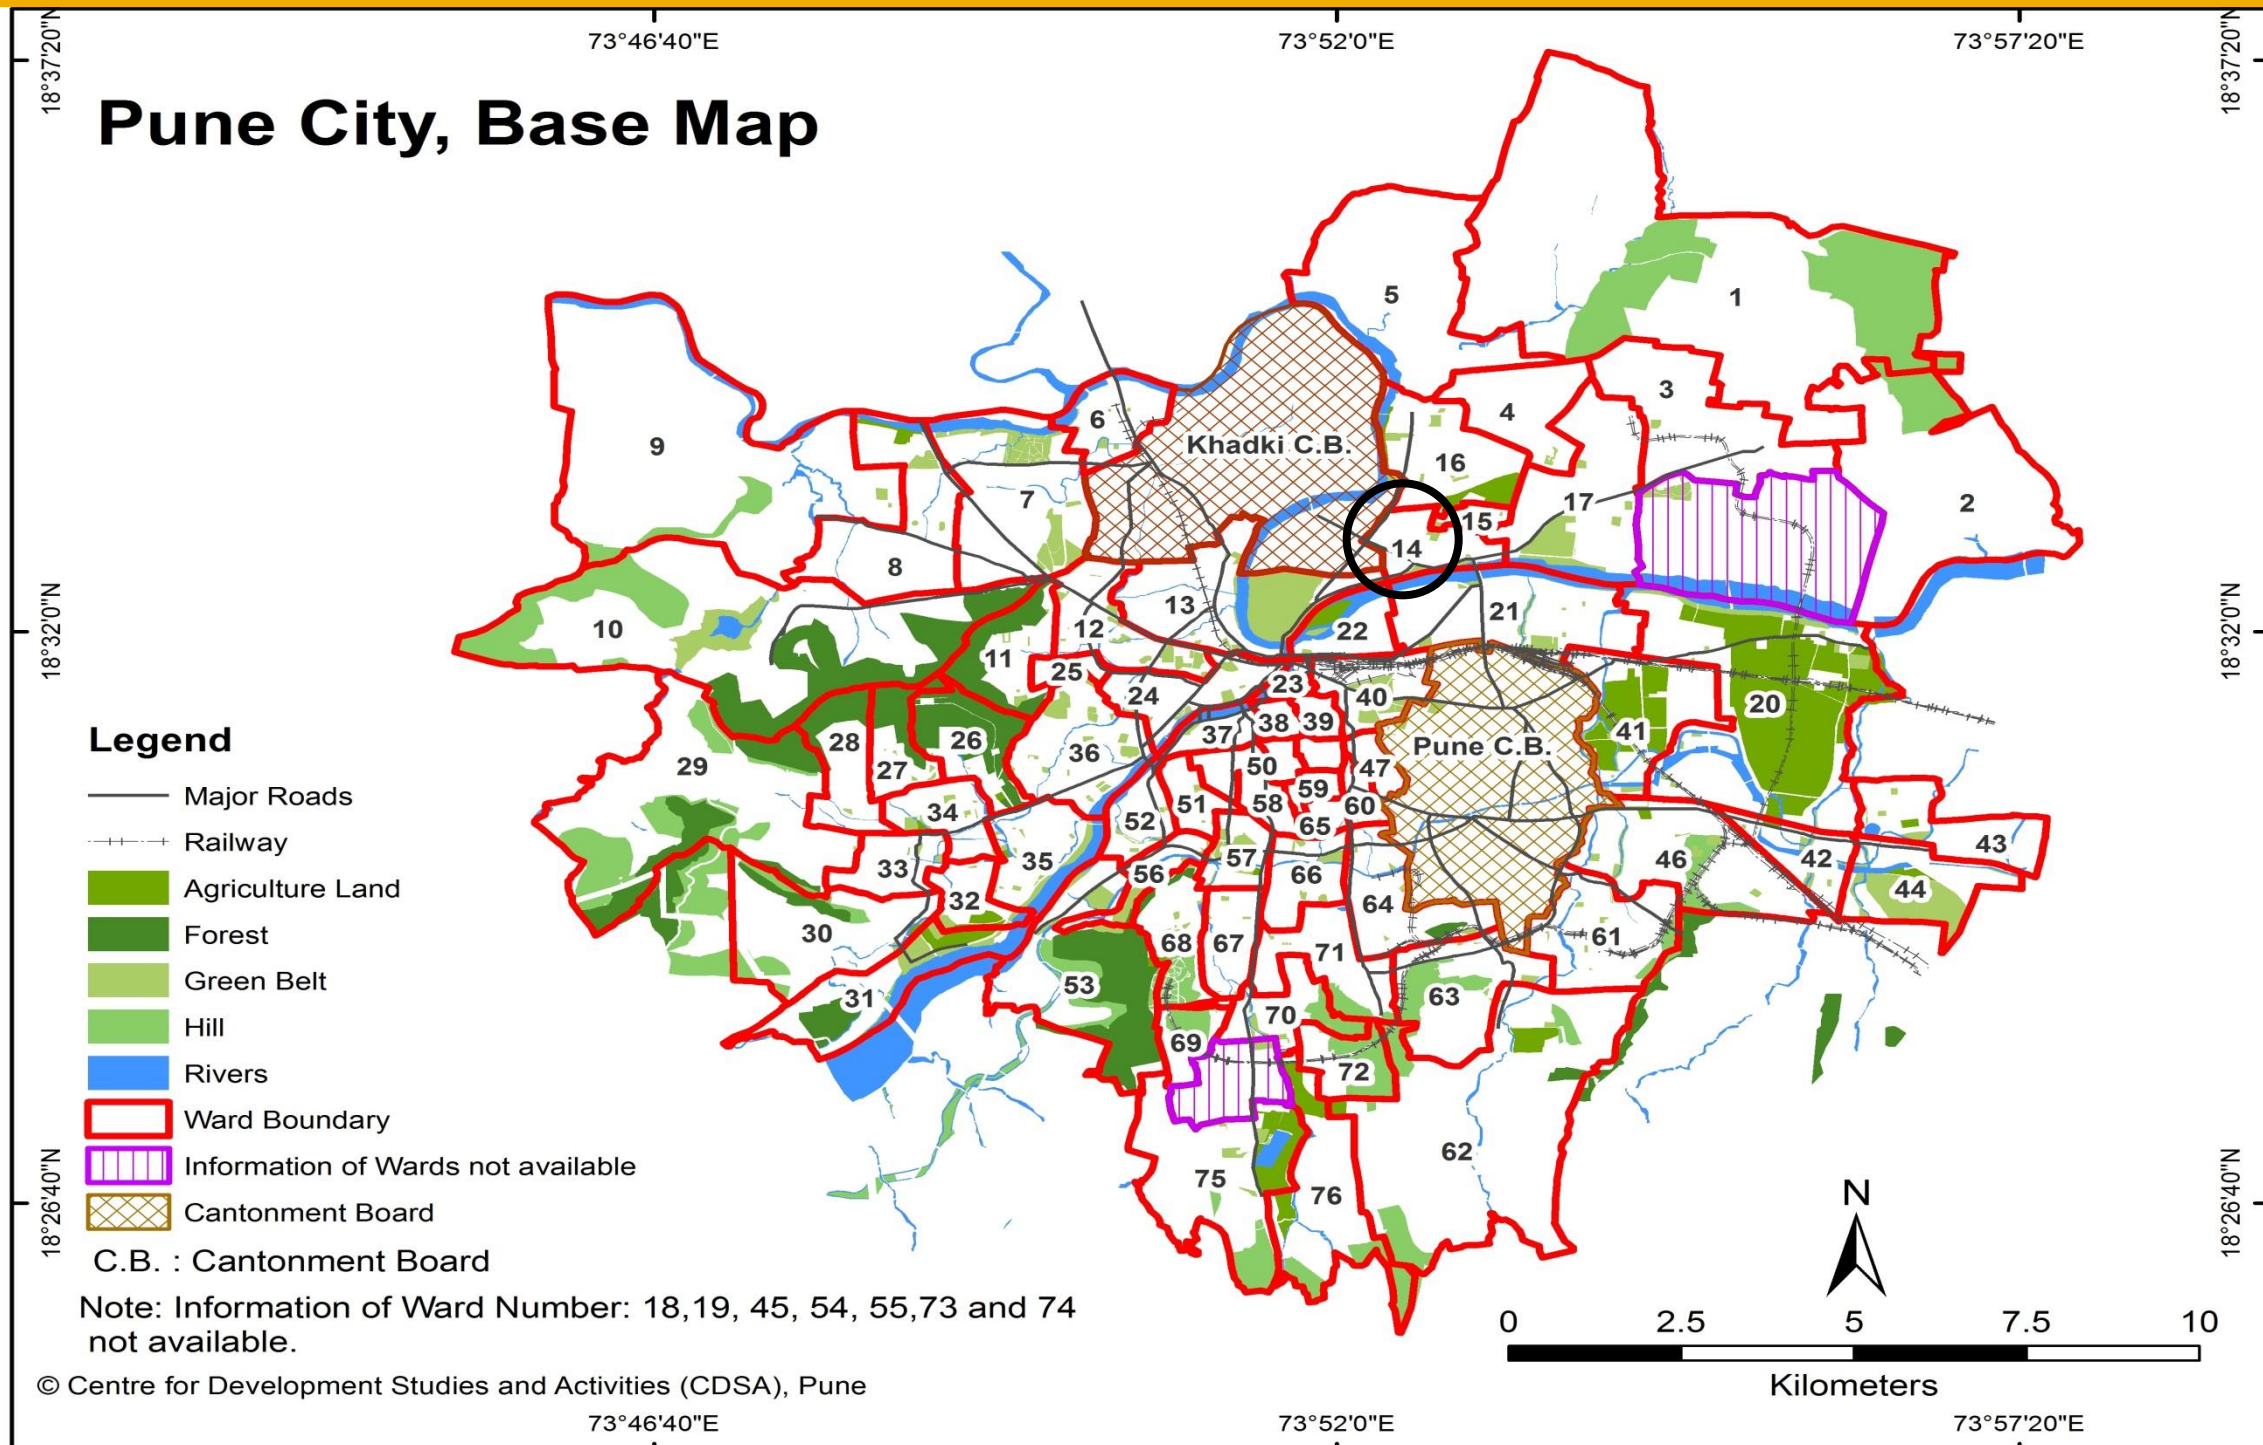 73°46'40"E 73°52'0"E 73°57'20"E
18°37'20"N 18°37'20"N
Pune City, Base Map
5
1
3
4
6
9
Khadki C.B.
16
7
17
2
15
14
8
13
21
10
12
22
18°32'0"N 18°32'0"N
11
25
23
24
40
20
38
39
37
41
26
28
Pune C.B.
36
29
50
47
27
59
51
58
60
34
52
65
43
57
42
46
35
33
56
66
44
32
64
30
61
68
67
71
53
63
31
70
69
72
62
75
76
Legend
Major Roads
Railway
Agriculture Land
Forest
Green Belt
Hill
Rivers
Ward Boundary
Information of Wards not available
Cantonment Board
C.B. : Cantonment Board
18°26'40"N 18°26'40"N
N
Note: Information of Ward Number: 18,19, 45, 54, 55,73 and 74
not available.
0 2.5 5 7.5 10
Kilometers
© Centre for Development Studies and Activities (CDSA), Pune
73°46'40"E 73°52'0"E 73°57'20"E